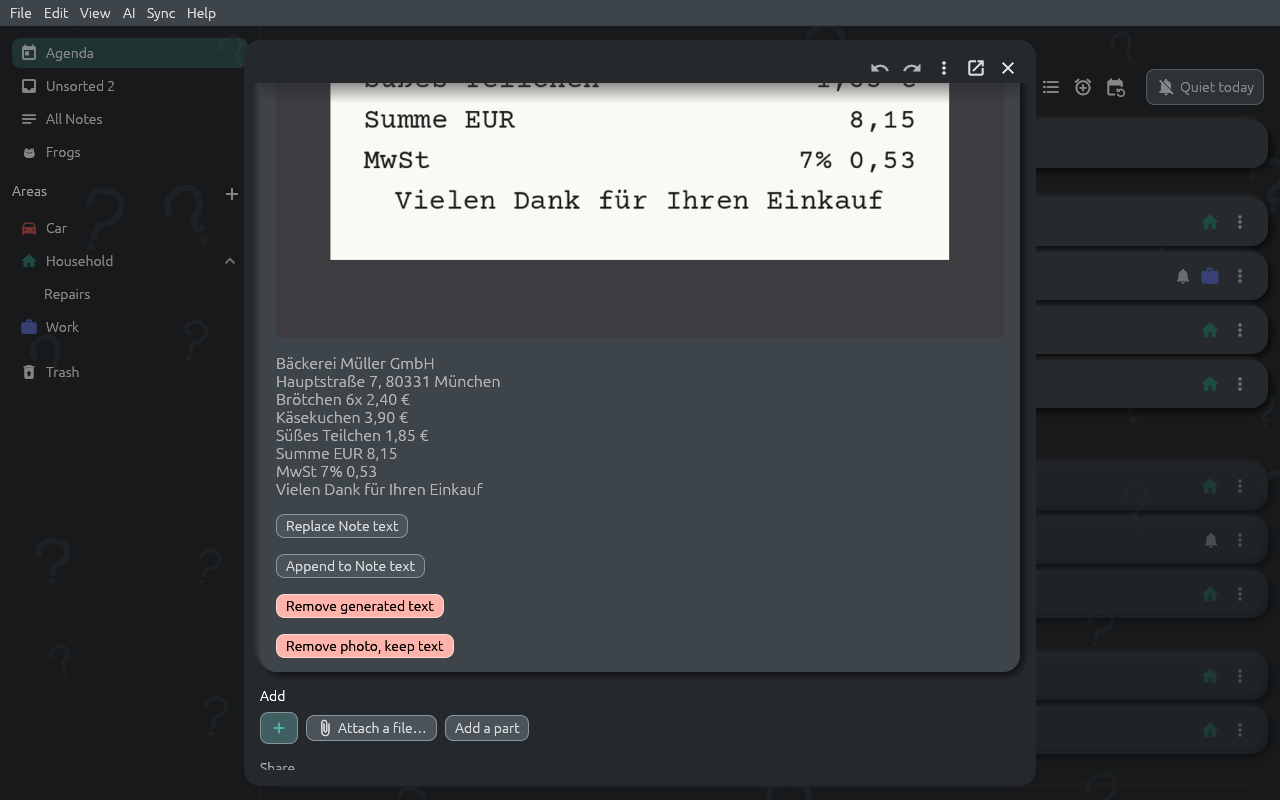 File Edit View AI Sync Help
Agenda
Unsorted 2
All Notes
Frogs
Areas
Car
Household
Repairs
Work
Trash
Quiet today
Summe EUR 8,15
MwSt 7% 0,53
Vielen Dank für Ihren Einkauf
Bäckerei Müller GmbH
Hauptstraße 7, 80331 München
Brötchen 6x 2,40 €
Käsekuchen 3,90 €
Süßes Teilchen 1,85 €
Summe EUR 8,15
MwSt 7% 0,53
Vielen Dank für Ihren Einkauf
Replace Note text
Append to Note text
Remove generated text
Remove photo, keep text
Add
Attach a file...
Add a part
Share